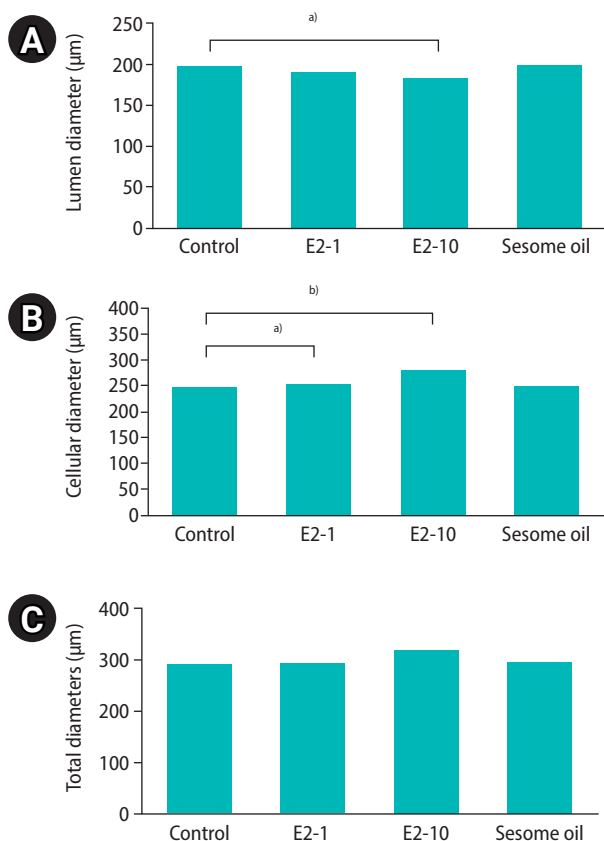 A
Lumen diameter (μm)
250
200
150
100
50
0
a)
Control E2-1 E2-10 Sesome oil
B
Cellular diameter (μm)
400
350
300
250
200
150
100
50
0
b)
a)
Control E2-1 E2-10 Sesome oil
C
Total diameters (μm)
400
300
200
100
0
Control E2-1 E2-10 Sesome oil